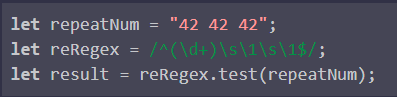 let repeatNum = "42 42 42";
let reRegex = /^(\d+)\s\1\s\1$/;
let result = reRegex.test(repeatNum);